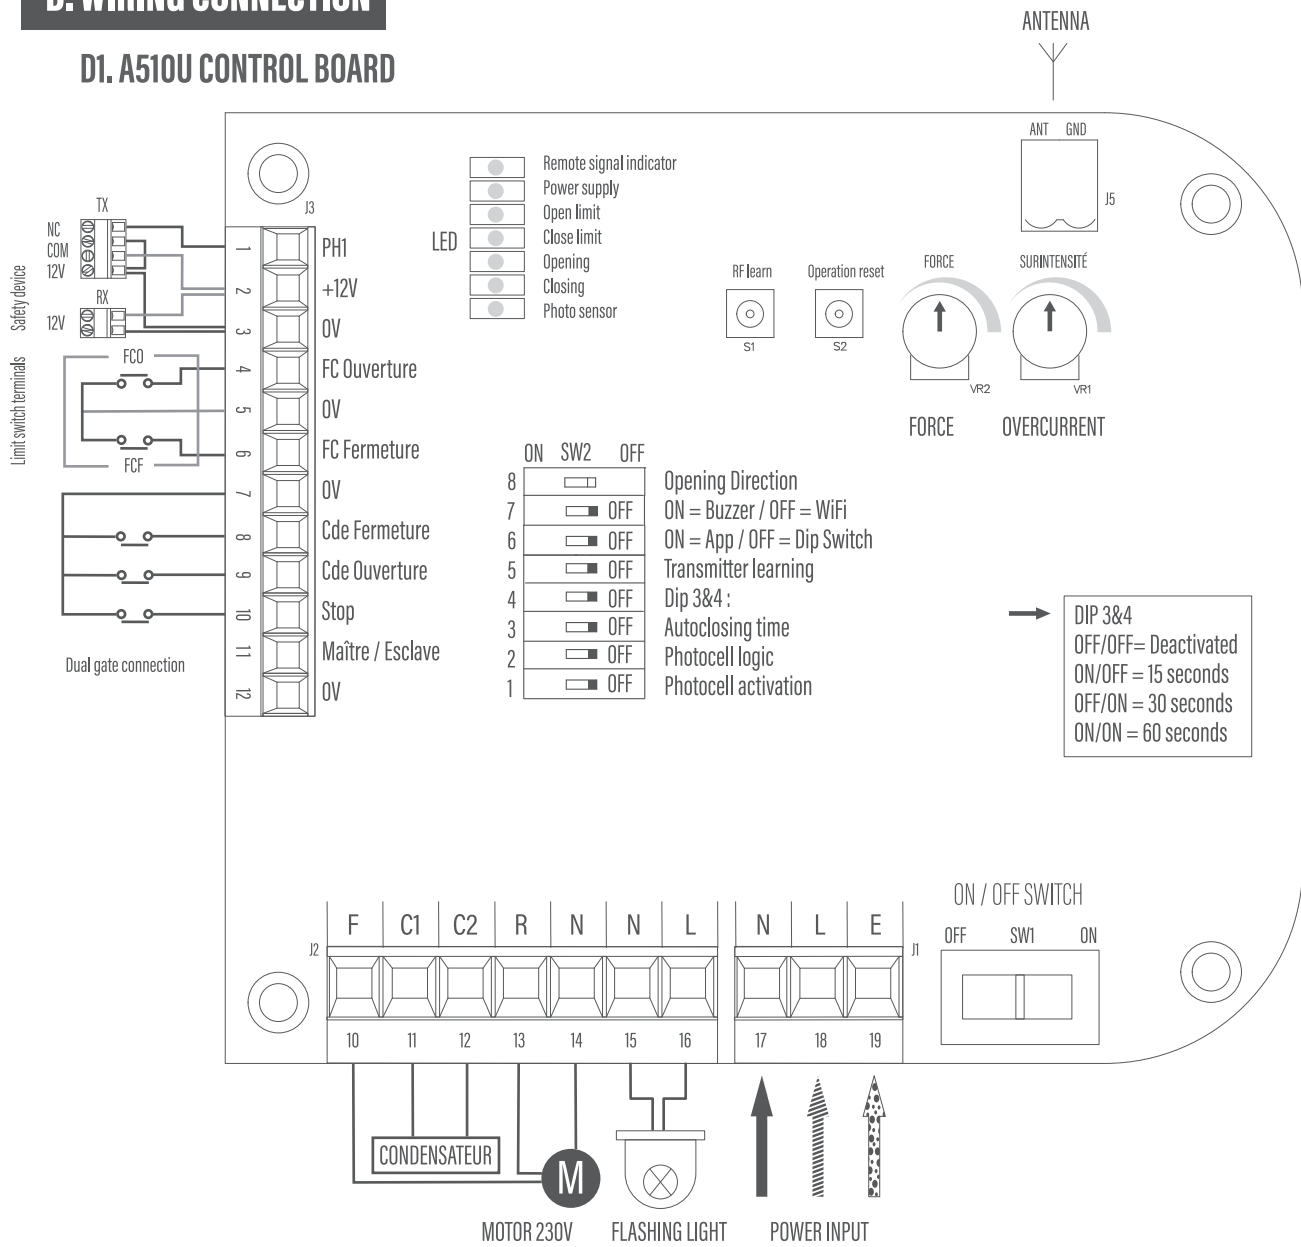 D. WIRING CONNECTION
D1. A510U CONTROL BOARD
ANTENNA
ANT GND
J5
Remote signal indicator
Power supply
Open limit
Close limit
Opening
Closing
Photo sensor
LED
RF learn
S1
Operation reset
S2
FORCE
VR2
FORCE
SURINTENSITÉ
VR1
OVERCURRENT
TX
NC
COM
12V
RX
12V
Safety device
Limit switch terminals
FCO
FCF
Dual gate connection
J3
1 PH1
2 +12V
3 0V
4 FC Ouverture
5 0V
6 FC Fermeture
7 0V
8 Cde Fermeture
9 Cde Ouverture
10 Stop
11 Maître / Esclave
12 0V
ON SW2 OFF
8 Opening Direction
7 OFF ON = Buzzer / OFF = WiFi
6 OFF ON = App / OFF = Dip Switch
5 OFF Transmitter learning
4 OFF Dip 3&4 :
3 OFF Autoclosing time
2 OFF Photocell logic
1 OFF Photocell activation
DIP 3&4
OFF/OFF= Deactivated
ON/OFF = 15 seconds
OFF/ON = 30 seconds
ON/ON = 60 seconds
ON / OFF SWITCH
OFF SW1 ON
F C1 C2 R N N L N L E
J2
J1
10 11 12 13 14 15 16 17 18 19
CONDENSATEUR
M
MOTOR 230V
FLASHING LIGHT
POWER INPUT